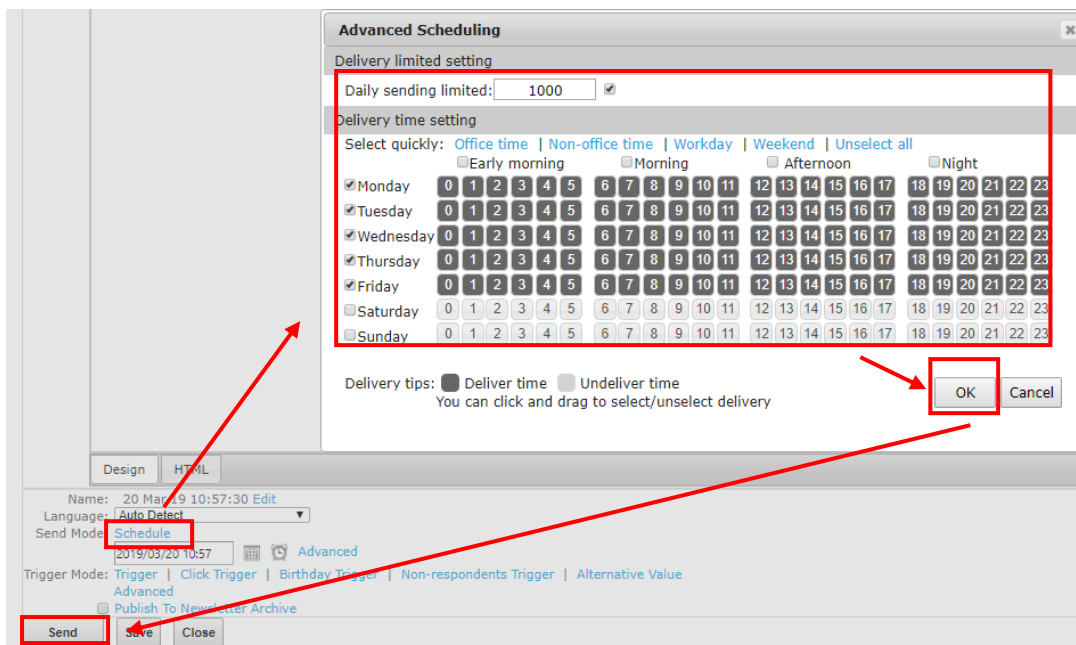 Advanced Scheduling
Delivery limited setting
Daily sending limited: 1000
Delivery time setting
Select quickly: Office time | Non-office time | Workday | Weekend | Unselect all
Early morning Morning Afternoon Night
Monday 0 1 2 3 4 5 6 7 8 9 10 11 12 13 14 15 16 17 18 19 20 21 22 23
Tuesday 0 1 2 3 4 5 6 7 8 9 10 11 12 13 14 15 16 17 18 19 20 21 22 23
Wednesday 0 1 2 3 4 5 6 7 8 9 10 11 12 13 14 15 16 17 18 19 20 21 22 23
Thursday 0 1 2 3 4 5 6 7 8 9 10 11 12 13 14 15 16 17 18 19 20 21 22 23
Friday 0 1 2 3 4 5 6 7 8 9 10 11 12 13 14 15 16 17 18 19 20 21 22 23
Saturday 0 1 2 3 4 5 6 7 8 9 10 11 12 13 14 15 16 17 18 19 20 21 22 23
Sunday 0 1 2 3 4 5 6 7 8 9 10 11 12 13 14 15 16 17 18 19 20 21 22 23
Delivery tips: Deliver time Undeliver time
You can click and drag to select/unselect delivery
OK Cancel
Design HTML
Name: 20 Mar 19 10:57:30 Edit
Language: Auto Detect
Send Mode: Schedule
2019/03/20 10:57 Advanced
Trigger Mode: Trigger | Click Trigger | Birthday Trigger | Non-respondents Trigger | Alternative Value
Advanced
Publish To Newsletter Archive
Send Save Close